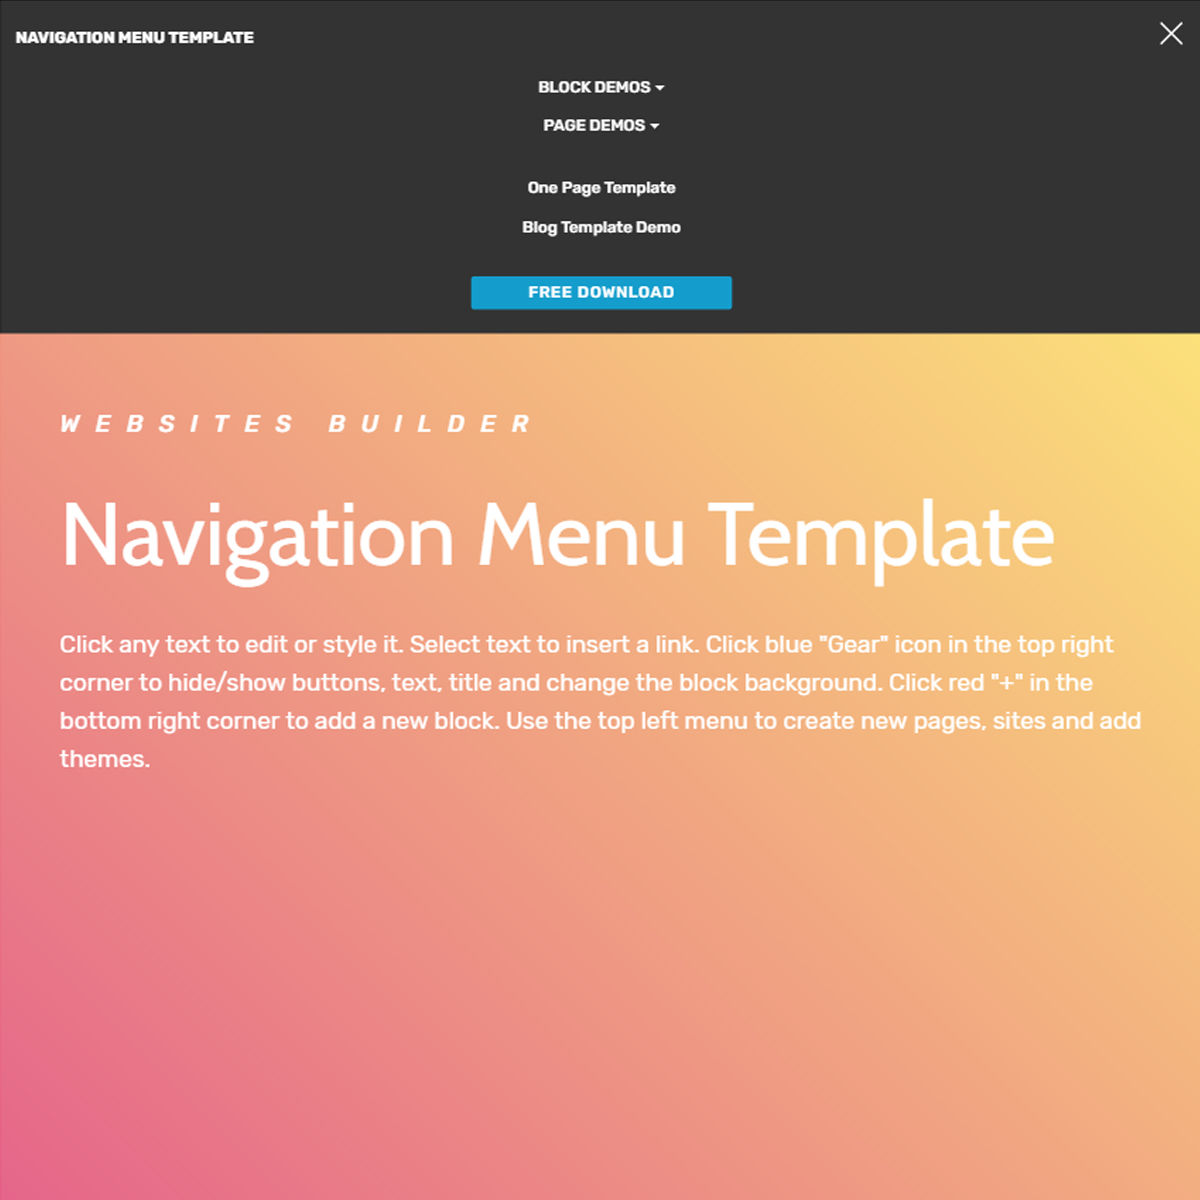 NAVIGATION MENU TEMPLATE
BLOCK DEMOS
PAGE DEMOS
One Page Template
Blog Template Demo
FREE DOWNLOAD
WEBSITES BUILDER
Navigation Menu Template
Click any text to edit or style it. Select text to insert a link. Click blue "Gear" icon in the top right
corner to hide/show buttons, text, title and change the block background. Click red "+" in the
bottom right corner to add a new block. Use the top left menu to create new pages, sites and add
themes.